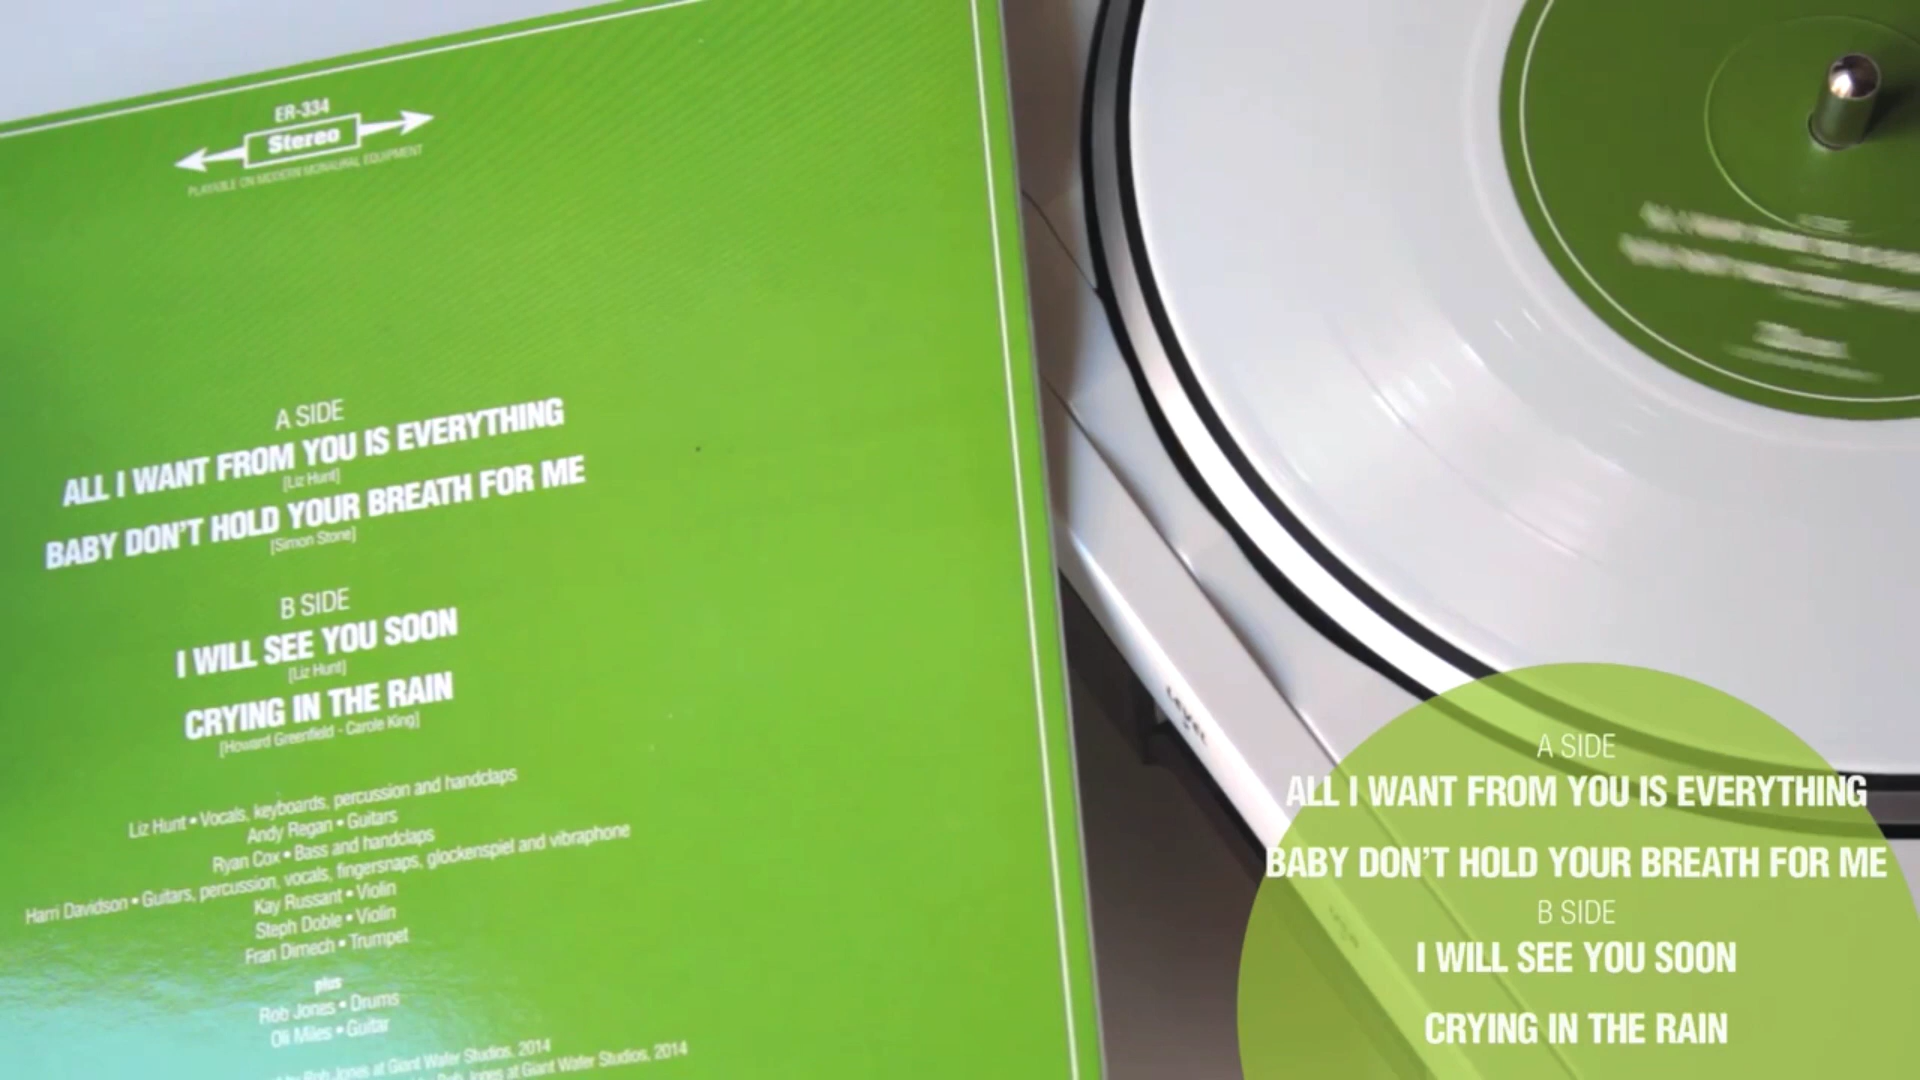 ER-334
Stereo
PLAYABLE ON MODERN MONAURAL EQUIPMENT
A SIDE
ALL I WANT FROM YOU IS EVERYTHING
[Liz Hunt]
BABY DON'T HOLD YOUR BREATH FOR ME
[Simon Stone]
B SIDE
I WILL SEE YOU SOON
[Liz Hunt]
CRYING IN THE RAIN
[Howard Greenfield - Carole King]
Liz Hunt • Vocals, keyboards, percussion and handclaps
Andy Regan • Guitars
Ryan Cox • Bass and handclaps
Harri Davidson • Guitars, percussion, vocals, fingersnaps, glockenspiel and vibraphone
Kay Russant • Violin
Steph Doble • Violin
Fran Dimech • Trumpet
plus
Rob Jones • Drums
Oli Miles • Guitar
by Rob Jones at Giant Wafer Studios, 2014
Rob Jones at Giant Wafer Studios, 2014
LEVEL
A SIDE
ALL I WANT FROM YOU IS EVERYTHING
BABY DON'T HOLD YOUR BREATH FOR ME
B SIDE
I WILL SEE YOU SOON
CRYING IN THE RAIN